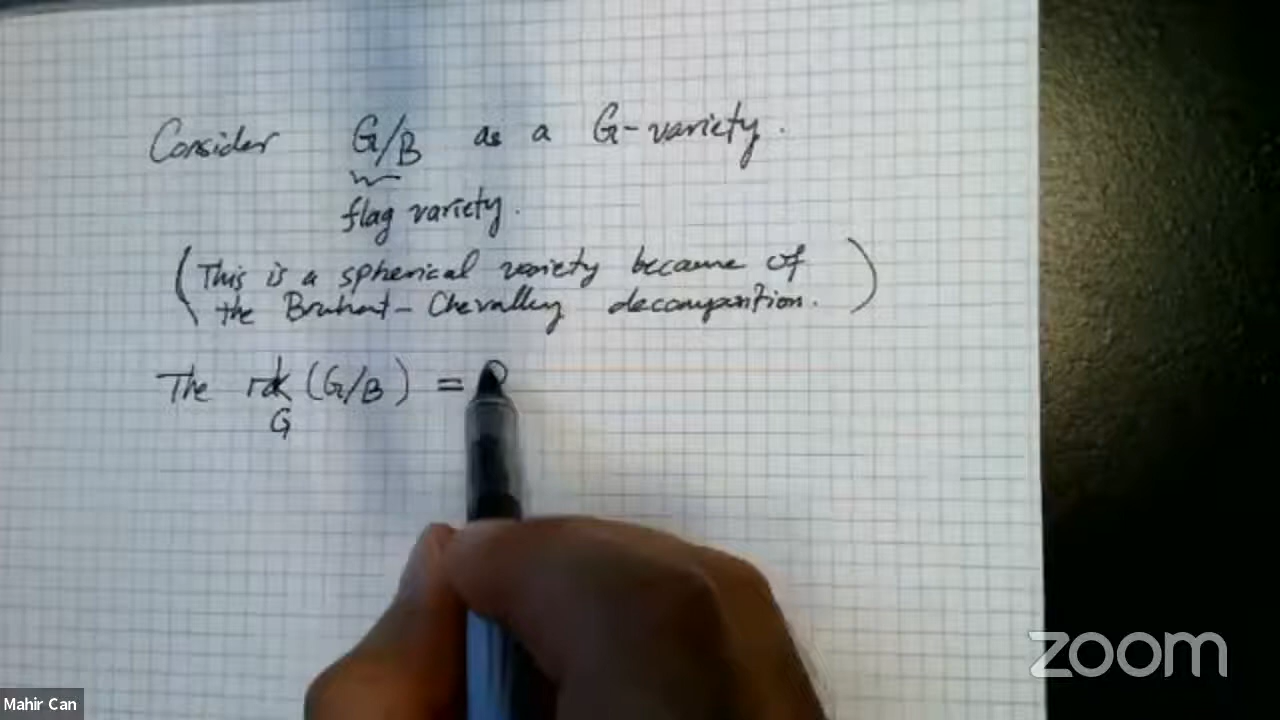 Consider G/B as a G-variety.
flag variety.
(This is a spherical variety because of
the Bruhat-Chevalley decomposition.)
The rdk (G/B) =
G
zoom
Mahir Can